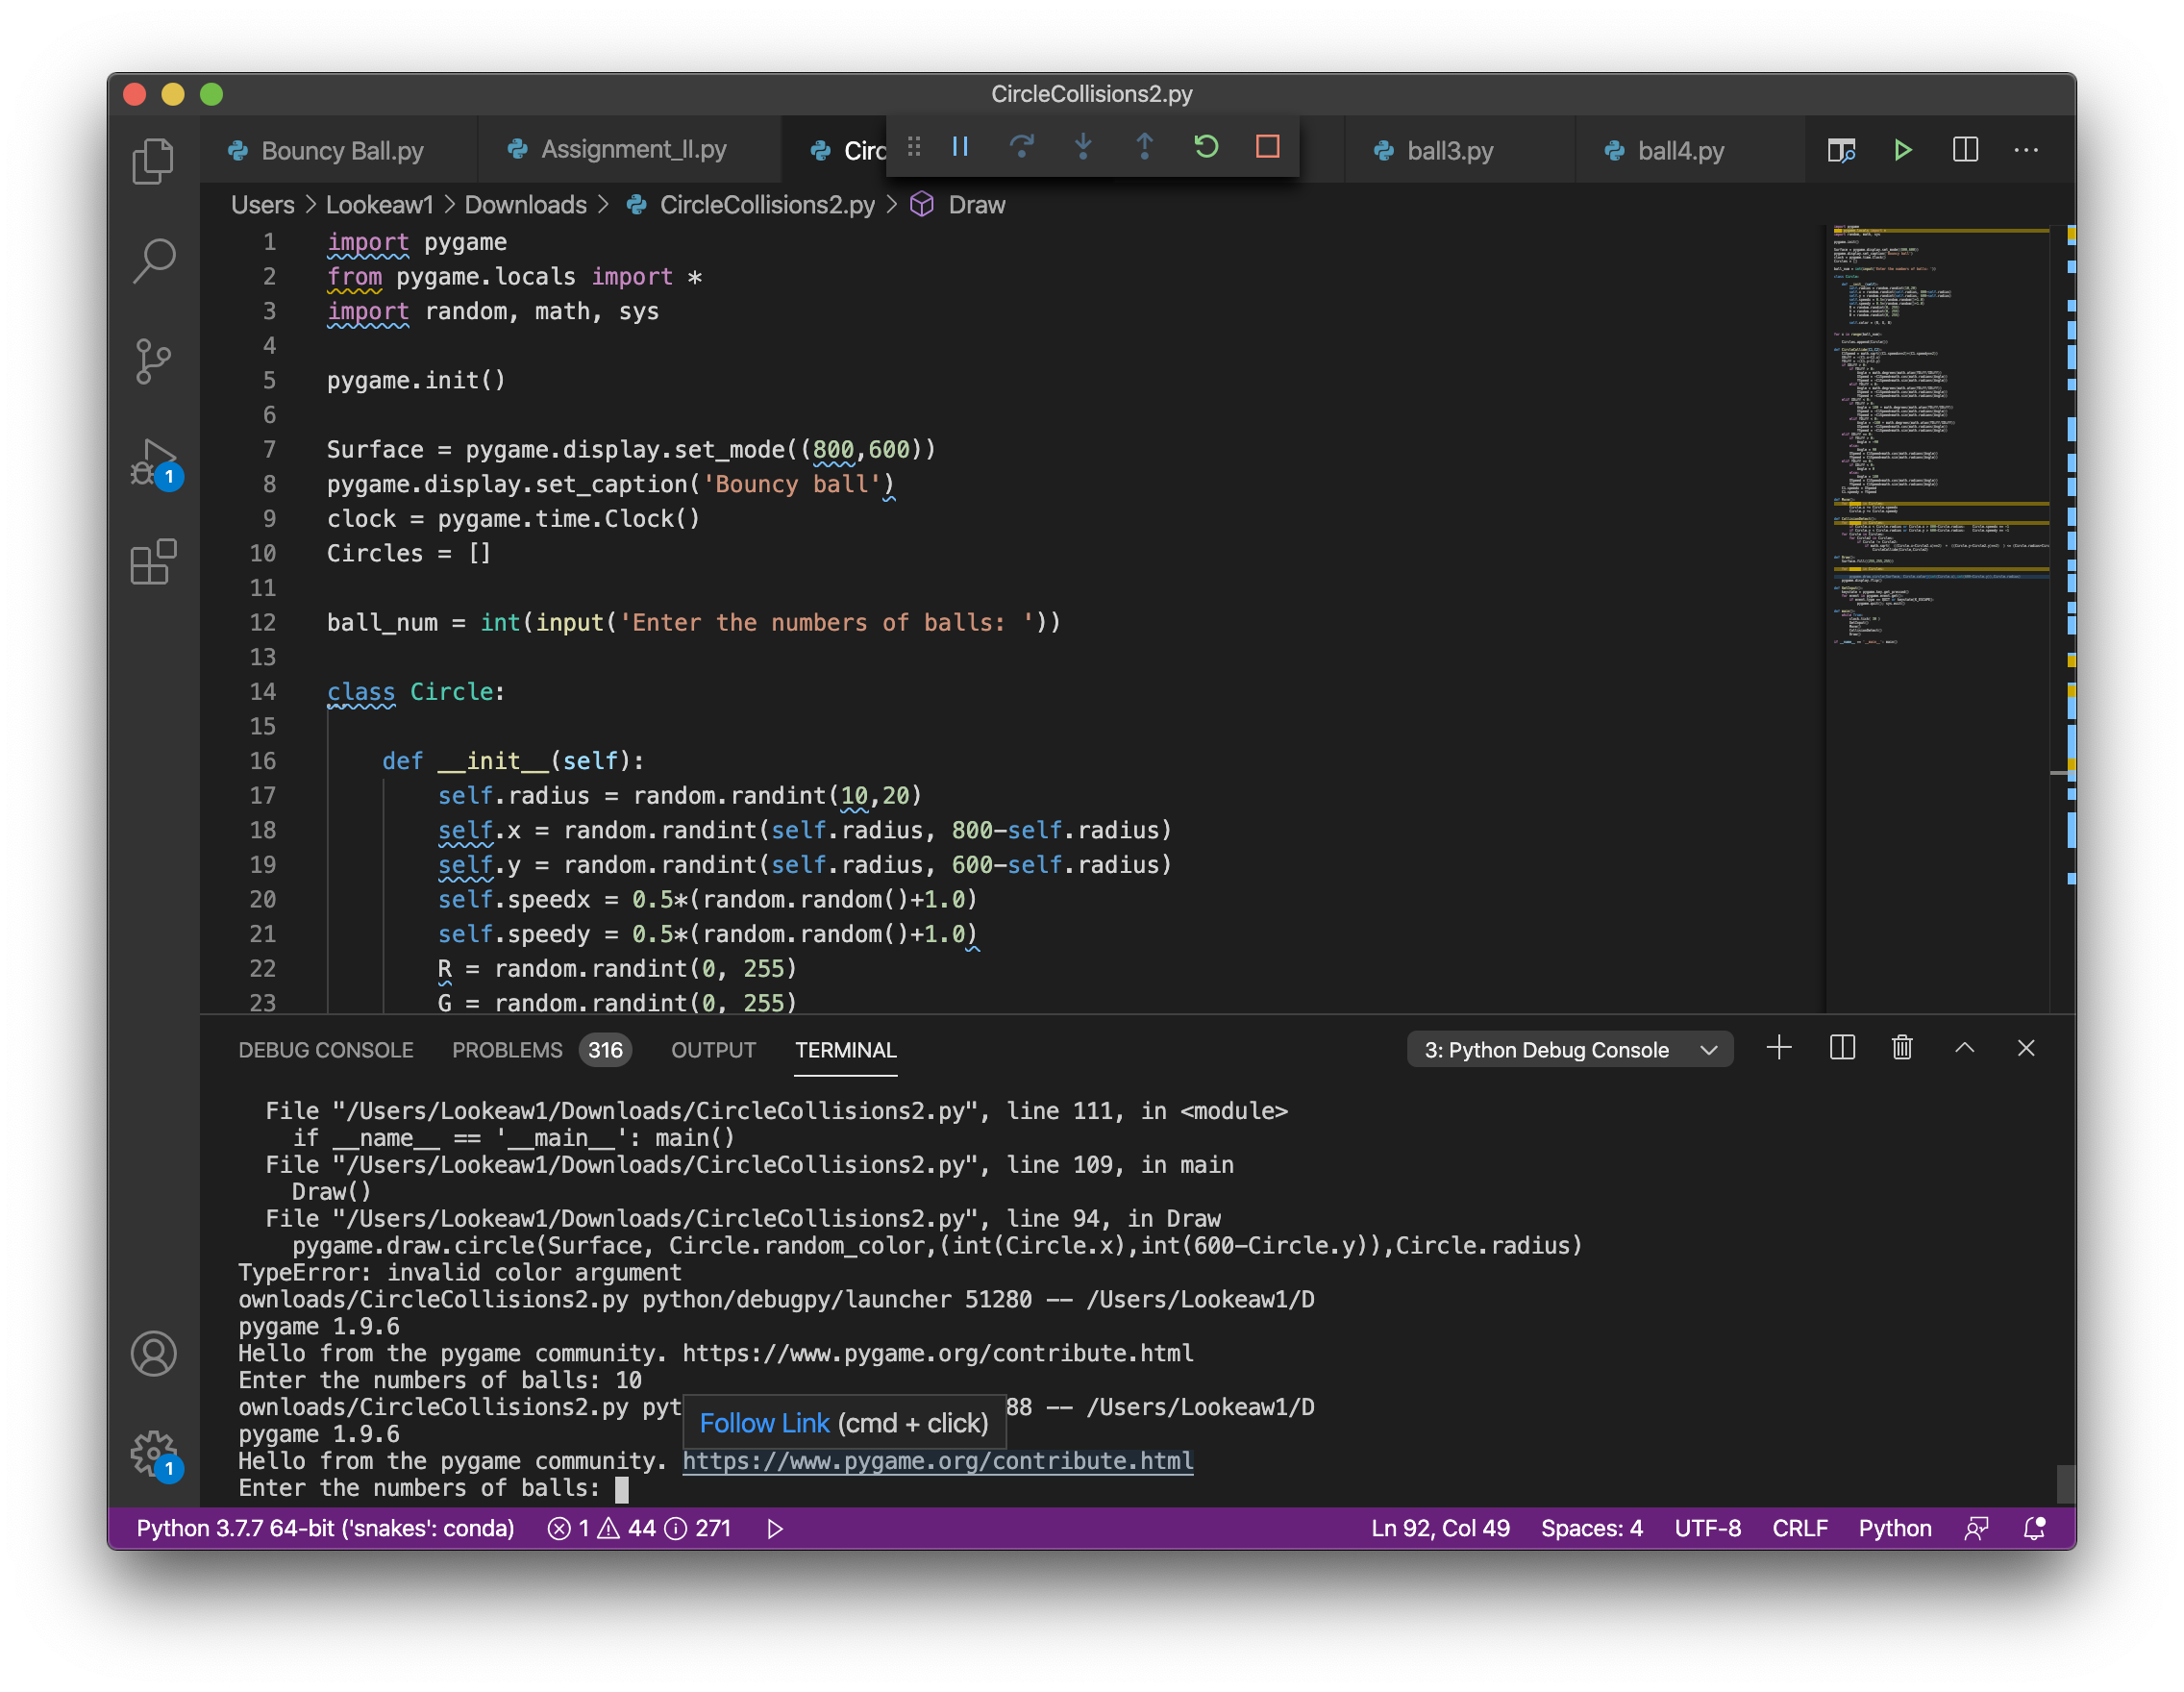 CircleCollisions2.py
Bouncy Ball.py
Assignment_II.py
Circ
ball3.py
ball4.py
Users > Lookeaw1 > Downloads > CircleCollisions2.py > Draw
1 import pygame
2 from pygame.locals import *
3 import random, math, sys
4
5 pygame.init()
6
7 Surface = pygame.display.set_mode((800,600))
8 pygame.display.set_caption('Bouncy ball')
9 clock = pygame.time.Clock()
10 Circles = []
11
12 ball_num = int(input('Enter the numbers of balls: '))
13
14 class Circle:
15
16 def __init__(self):
17 self.radius = random.randint(10,20)
18 self.x = random.randint(self.radius, 800-self.radius)
19 self.y = random.randint(self.radius, 600-self.radius)
20 self.speedx = 0.5*(random.random()+1.0)
21 self.speedy = 0.5*(random.random()+1.0)
22 R = random.randint(0, 255)
23 G = random.randint(0, 255)
1
DEBUG CONSOLE PROBLEMS 316 OUTPUT TERMINAL 3: Python Debug Console
File "/Users/Lookeaw1/Downloads/CircleCollisions2.py", line 111, in <module>
if __name__ == '__main__': main()
File "/Users/Lookeaw1/Downloads/CircleCollisions2.py", line 109, in main
Draw()
File "/Users/Lookeaw1/Downloads/CircleCollisions2.py", line 94, in Draw
pygame.draw.circle(Surface, Circle.random_color,(int(Circle.x),int(600-Circle.y)),Circle.radius)
TypeError: invalid color argument
ownloads/CircleCollisions2.py python/debugpy/launcher 51280 -- /Users/Lookeaw1/D
pygame 1.9.6
Hello from the pygame community. https://www.pygame.org/contribute.html
Enter the numbers of balls: 10
ownloads/CircleCollisions2.py pyt 88 -- /Users/Lookeaw1/D
Follow Link (cmd + click)
pygame 1.9.6
Hello from the pygame community. https://www.pygame.org/contribute.html
Enter the numbers of balls:
1
Python 3.7.7 64-bit ('snakes': conda) 1 44 271 Ln 92, Col 49 Spaces: 4 UTF-8 CRLF Python